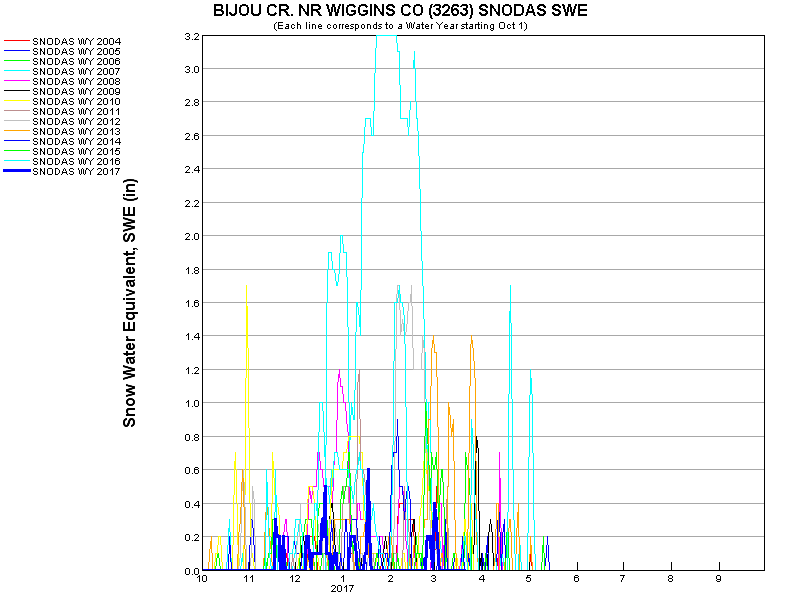 BIJOU CR. NR WIGGINS CO (3263) SNODAS SWE
(Each line corresponds to a Water Year starting Oct 1)
SNODAS WY 2004
SNODAS WY 2005
SNODAS WY 2006
SNODAS WY 2007
SNODAS WY 2008
SNODAS WY 2009
SNODAS WY 2010
SNODAS WY 2011
SNODAS WY 2012
SNODAS WY 2013
SNODAS WY 2014
SNODAS WY 2015
SNODAS WY 2016
SNODAS WY 2017
Snow Water Equivalent, SWE (in)
3.2
3.0
2.8
2.6
2.4
2.2
2.0
1.8
1.6
1.4
1.2
1.0
0.8
0.6
0.4
0.2
0.0
10 11 12 1 2 3 4 5 6 7 8 9
2017